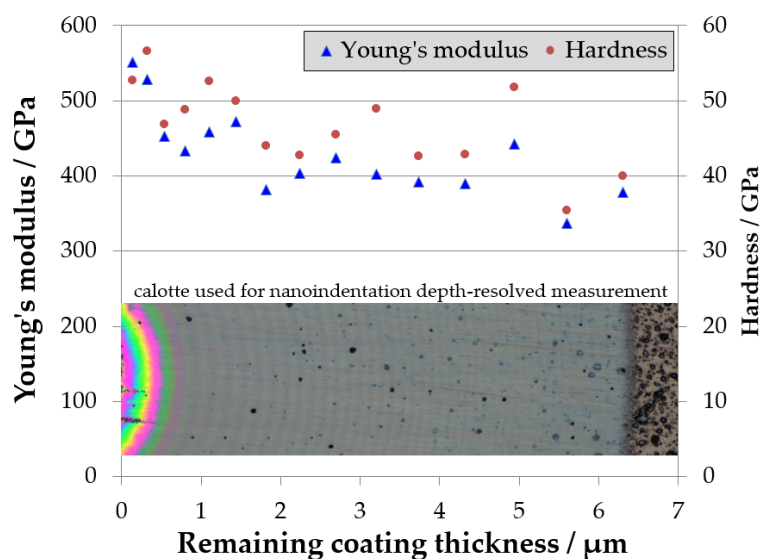 Young's modulus Hardness
600
500
400
300
200
100
0
Young's modulus / GPa
60
50
40
30
20
10
0
Hardness / GPa
calotte used for nanoindentation depth-resolved measurement
0 1 2 3 4 5 6 7
Remaining coating thickness / µm